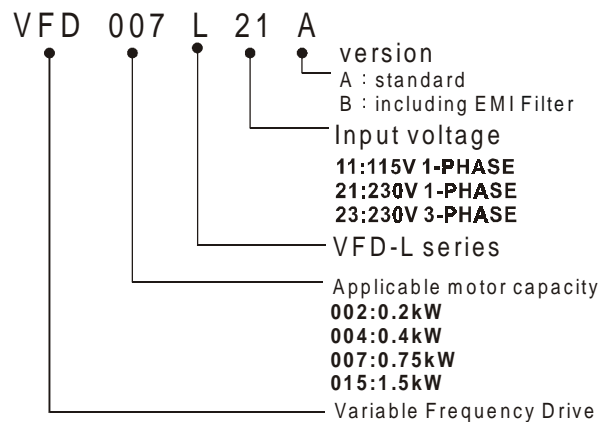 VFD 007 L 21 A
version
A : standard
B : including EMI Filter
Input voltage
11:115V 1-PHASE
21:230V 1-PHASE
23:230V 3-PHASE
VFD-L series
Applicable motor capacity
002:0.2kW
004:0.4kW
007:0.75kW
015:1.5kW
Variable Frequency Drive